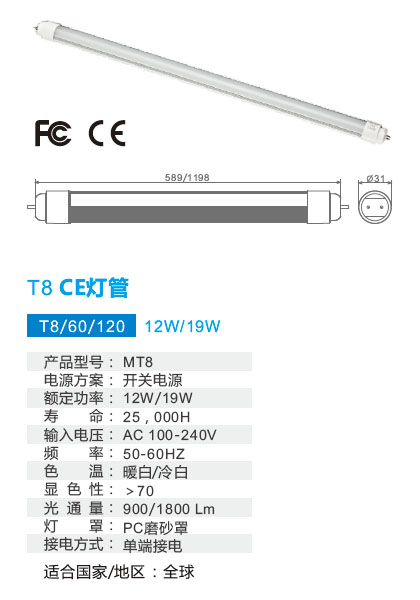 FC CE
589/1198
Ø31
T8 CE灯管
T8/60/120 12W/19W
产品型号： MT8
电源方案： 开关电源
额定功率： 12W/19W
寿 命： 25 , 000H
输入电压： AC 100-240V
频 率： 50-60HZ
色 温： 暖白/冷白
显 色 性： ＞70
光 通 量： 900/1800 Lm
灯 罩： PC磨砂罩
接电方式： 单端接电
适合国家/地区：全球